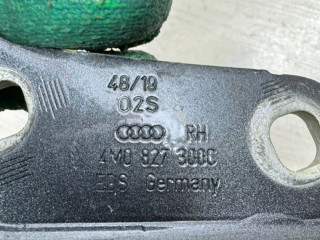 48/19
02S
RH
4M0 827 300C
EDS Germany